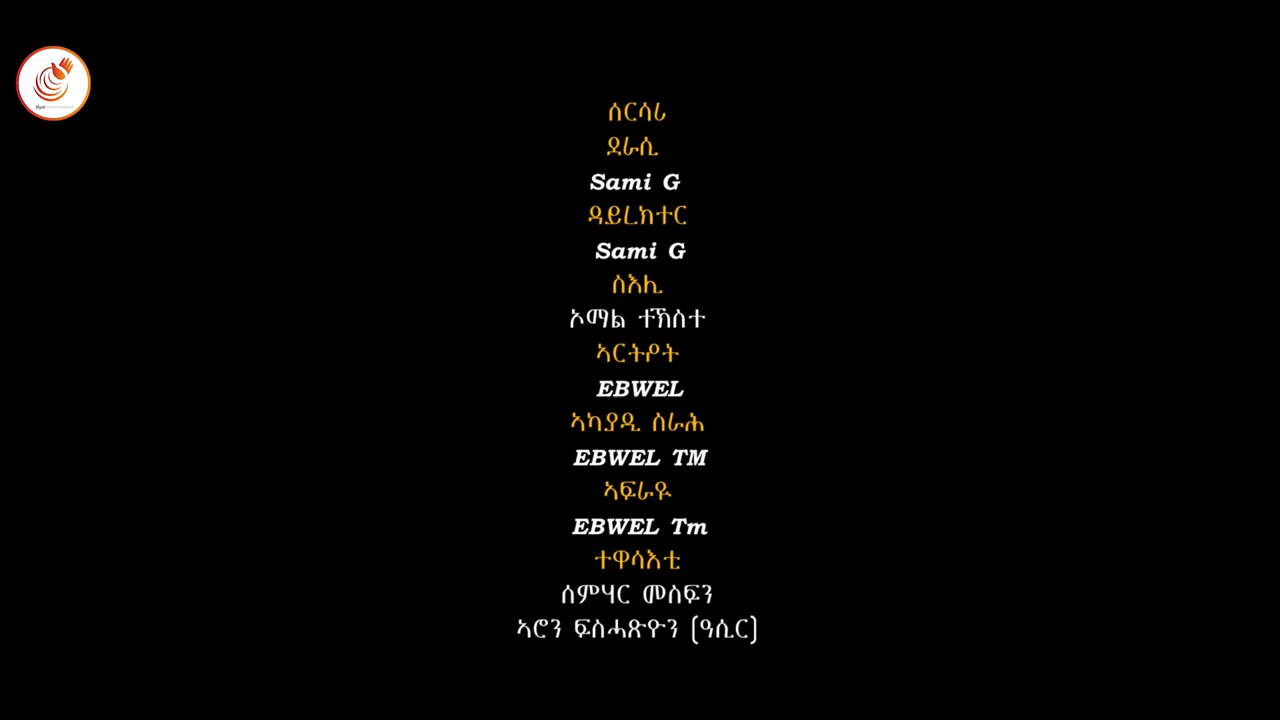 ሰርሳሪ
ደራሲ
Sami G
ዳይረክተር
Sami G
ስእሊ
ኦማል ተኽስተ
ኣርትዖት
EBWEL
ኣካያዲ ስራሕ
EBWEL TM
ኣፍራዪ
EBWEL Tm
ተዋሳእቲ
ሰምሃር መስፍን
ኣሮን ፍስሓጽዮን (ዓሲር)